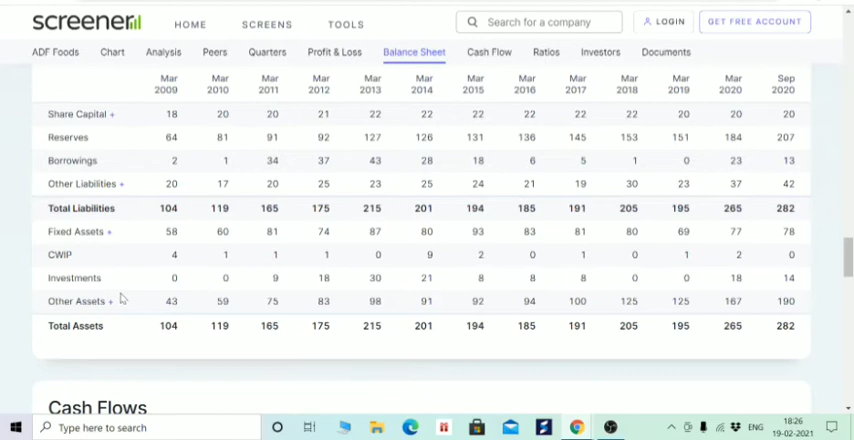 screener
HOME SCREENS TOOLS Search for a company LOGIN GET FREE ACCOUNT
ADF Foods Chart Analysis Peers Quarters Profit & Loss Balance Sheet Cash Flow Ratios Investors Documents
Mar 2009 Mar 2010 Mar 2011 Mar 2012 Mar 2013 Mar 2014 Mar 2015 Mar 2016 Mar 2017 Mar 2018 Mar 2019 Mar 2020 Sep 2020
Share Capital + 18 20 20 21 22 22 22 22 22 22 20 20 20
Reserves 64 81 91 92 127 126 131 136 145 153 151 184 207
Borrowings 2 1 34 37 43 28 18 6 5 1 0 23 13
Other Liabilities + 20 17 20 25 23 25 24 21 19 30 23 37 42
Total Liabilities 104 119 165 175 215 201 194 185 191 205 195 265 282
Fixed Assets + 58 60 81 74 87 80 93 83 81 80 69 77 78
CWIP 4 1 1 1 0 9 2 0 1 0 1 2 0
Investments 0 0 9 18 30 21 8 8 8 0 0 18 14
Other Assets + 43 59 75 83 98 91 92 94 100 125 125 167 190
Total Assets 104 119 165 175 215 201 194 185 191 205 195 265 282
Cash Flows
Type here to search ENG 18:26
19-02-2021